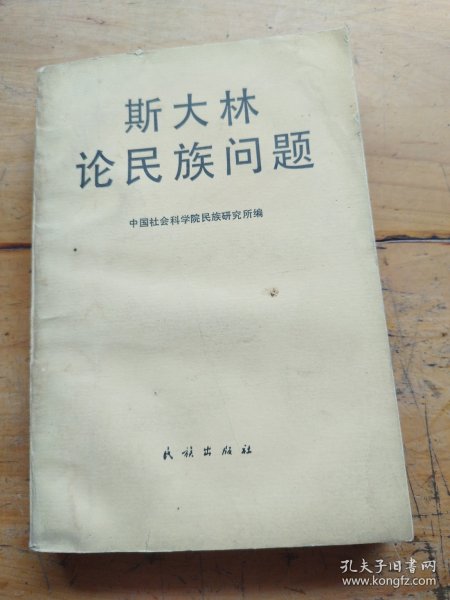 斯大林
论民族问题
中国社会科学院民族研究所编
民族出版社
孔夫子旧书网
www.kongfz.com